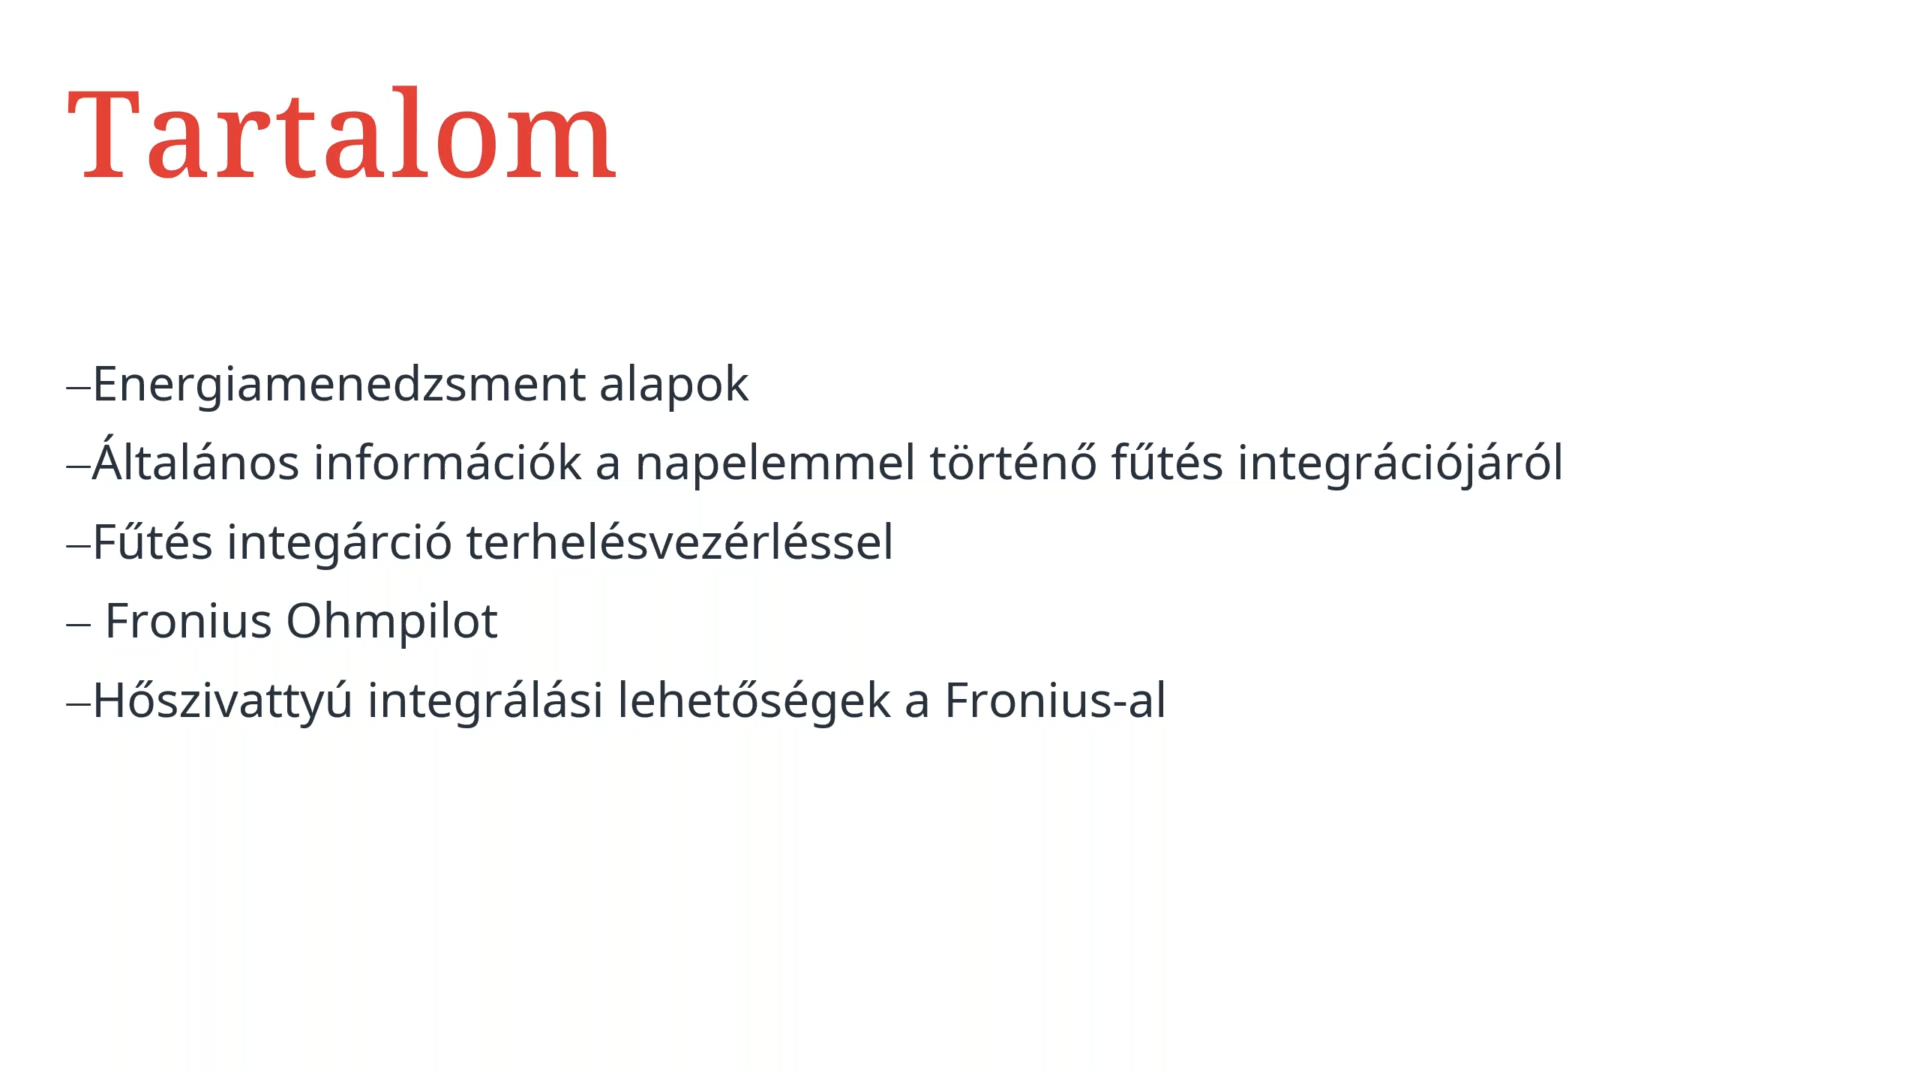 Tartalom
–Energiamenedzsment alapok
–Általános információk a napelemmel történő fűtés integrációjáról
–Fűtés integárció terhelésvezérléssel
– Fronius Ohmpilot
–Hőszivattyú integrálási lehetőségek a Fronius-al